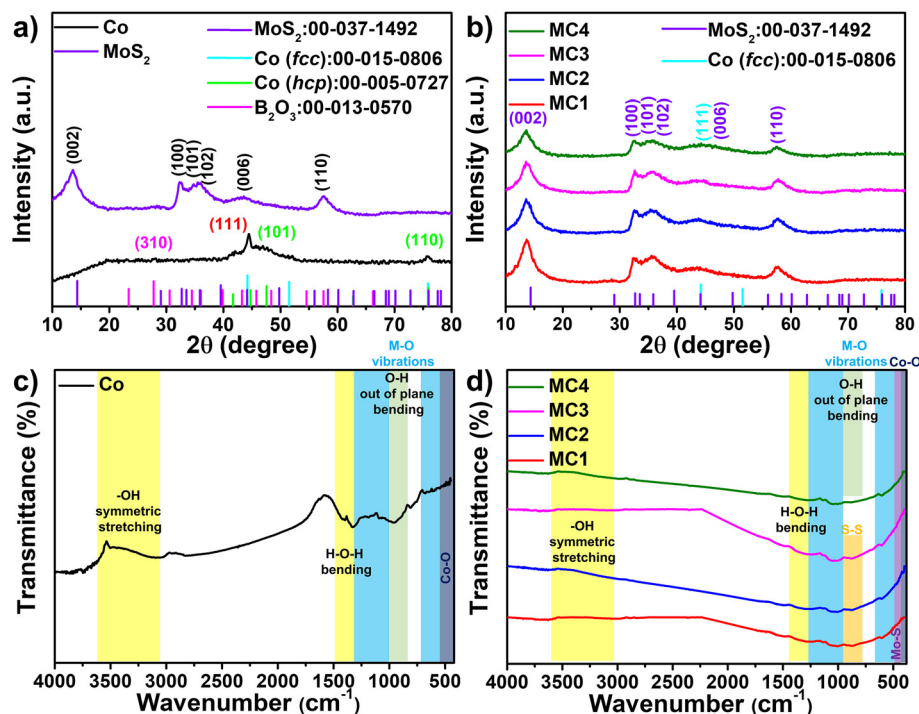 a)
Co
MoS2
MoS2:00-037-1492
Co (fcc):00-015-0806
Co (hcp):00-005-0727
B2O3:00-013-0570
(002)
(100)
(101)
(102)
(006)
(110)
(310)
(111)
(101)
(110)
Intensity (a.u.)
10 20 30 40 50 60 70 80
2θ (degree)
b)
MC4
MC3
MC2
MC1
MoS2:00-037-1492
Co (fcc):00-015-0806
(002)
(100)
(101)
(102)
(111)
(006)
(110)
Intensity (a.u.)
10 20 30 40 50 60 70 80
2θ (degree)
c)
Co
M-O
vibrations
O-H
out of plane
bending
-OH
symmetric
stretching
H-O-H
bending
Co-O
Transmittance (%)
4000 3500 3000 2500 2000 1500 1000 500
Wavenumber (cm-1)
d)
MC4
MC3
MC2
MC1
M-O
vibrations
Co-O
O-H
out of plane
bending
-OH
symmetric
stretching
H-O-H
bending
S-S
Mo-S
Transmittance (%)
4000 3500 3000 2500 2000 1500 1000 500
Wavenumber (cm-1)